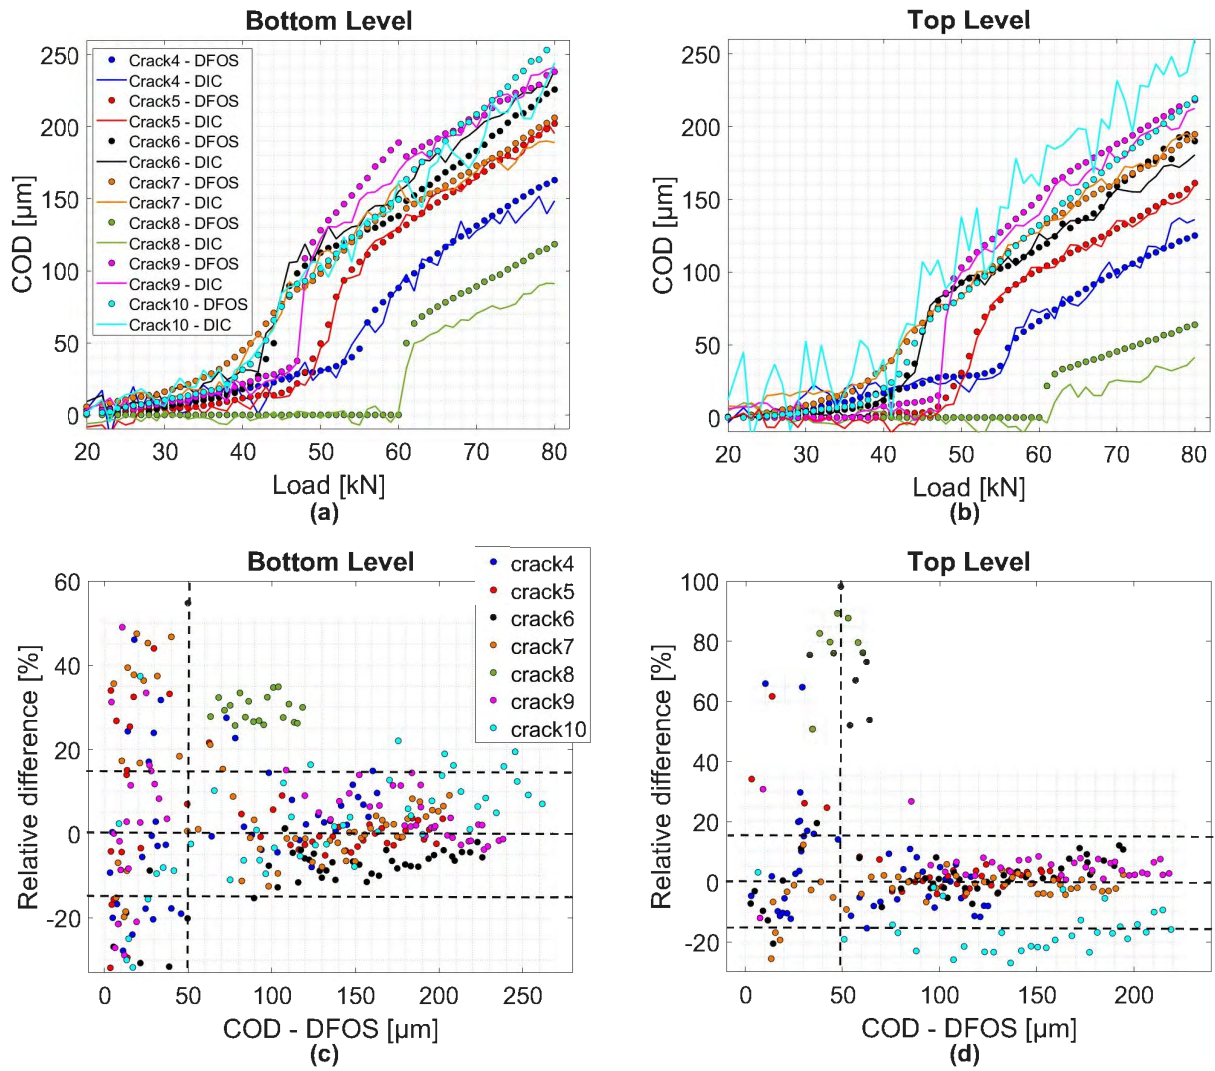 Bottom Level
250
200
150
100
50
0
COD [µm]
Crack4 - DFOS
Crack4 - DIC
Crack5 - DFOS
Crack5 - DIC
Crack6 - DFOS
Crack6 - DIC
Crack7 - DFOS
Crack7 - DIC
Crack8 - DFOS
Crack8 - DIC
Crack9 - DFOS
Crack9 - DIC
Crack10 - DFOS
Crack10 - DIC
20 30 40 50 60 70 80
Load [kN]
(a)
Top Level
250
200
150
100
50
0
COD [µm]
20 30 40 50 60 70 80
Load [kN]
(b)
Bottom Level
60
40
20
0
-20
Relative difference [%]
crack4
crack5
crack6
crack7
crack8
crack9
crack10
0 50 100 150 200 250
COD - DFOS [µm]
(c)
Top Level
100
80
60
40
20
0
-20
Relative difference [%]
0 50 100 150 200
COD - DFOS [µm]
(d)